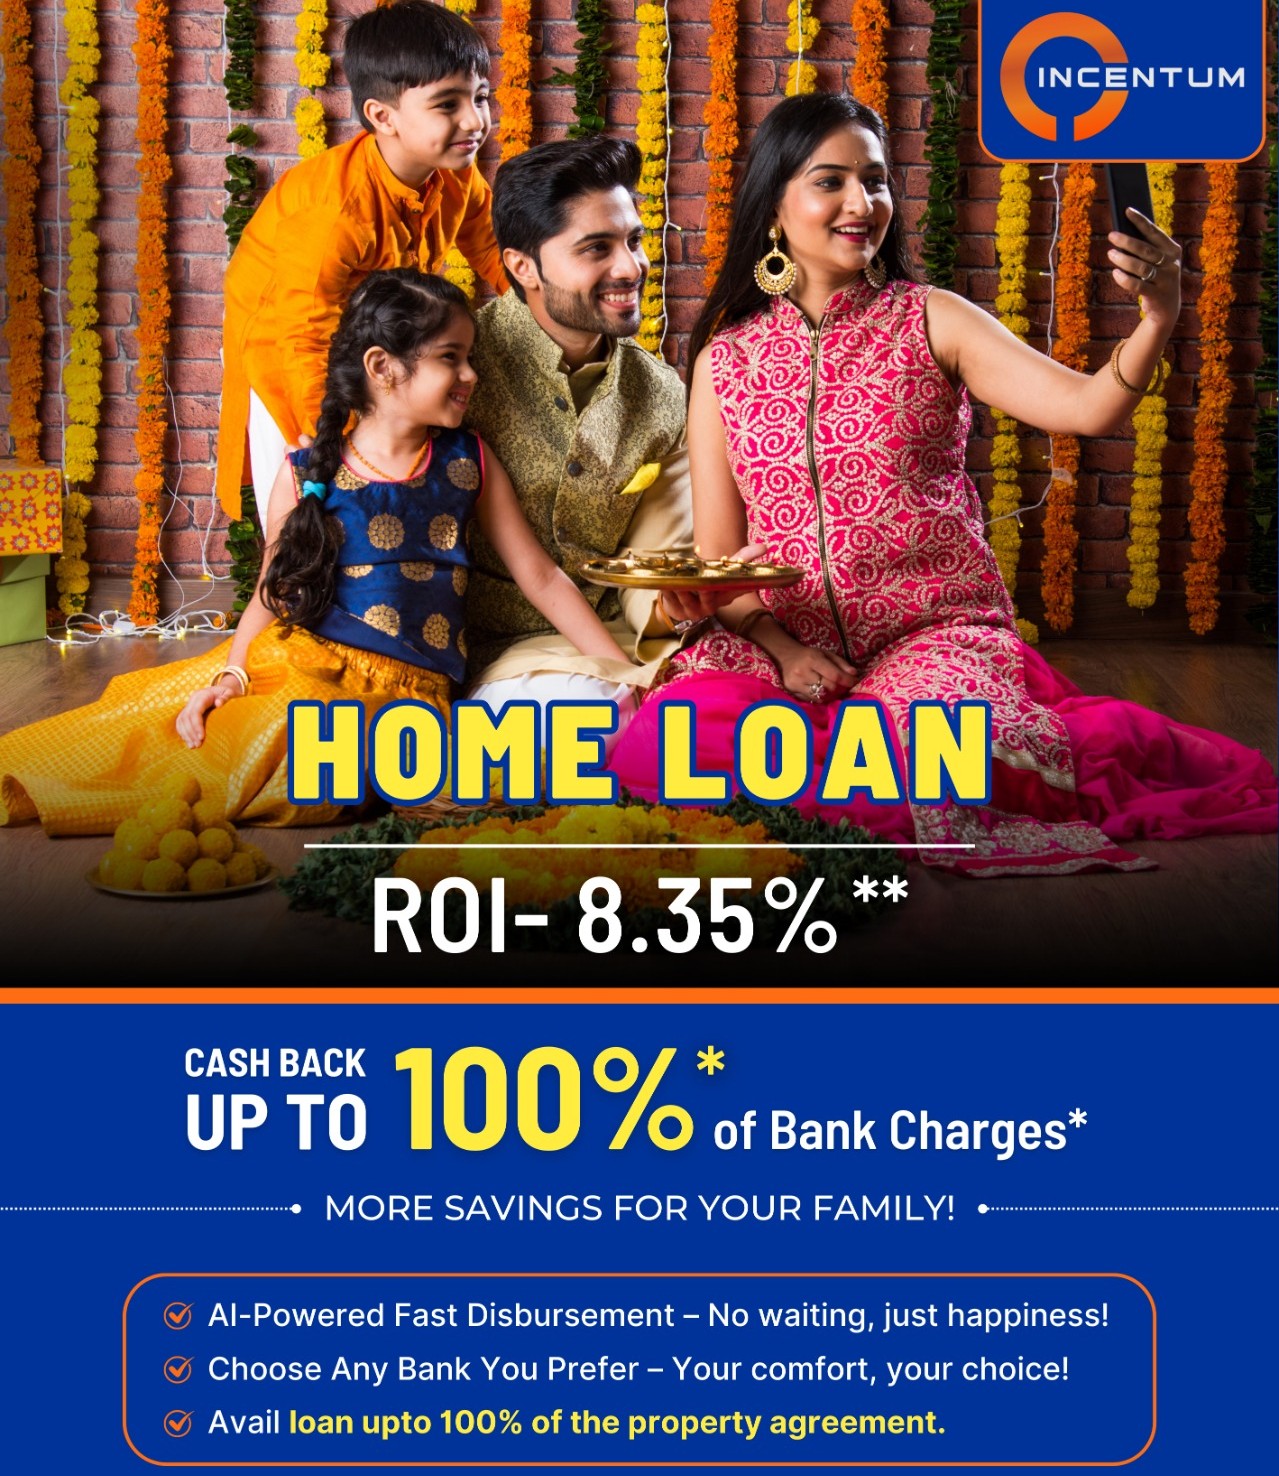 INCENTUM
HOME LOAN
ROI- 8.35%**
CASH BACK
UP TO 100%* of Bank Charges*
MORE SAVINGS FOR YOUR FAMILY!
AI-Powered Fast Disbursement – No waiting, just happiness!
Choose Any Bank You Prefer – Your comfort, your choice!
Avail loan upto 100% of the property agreement.